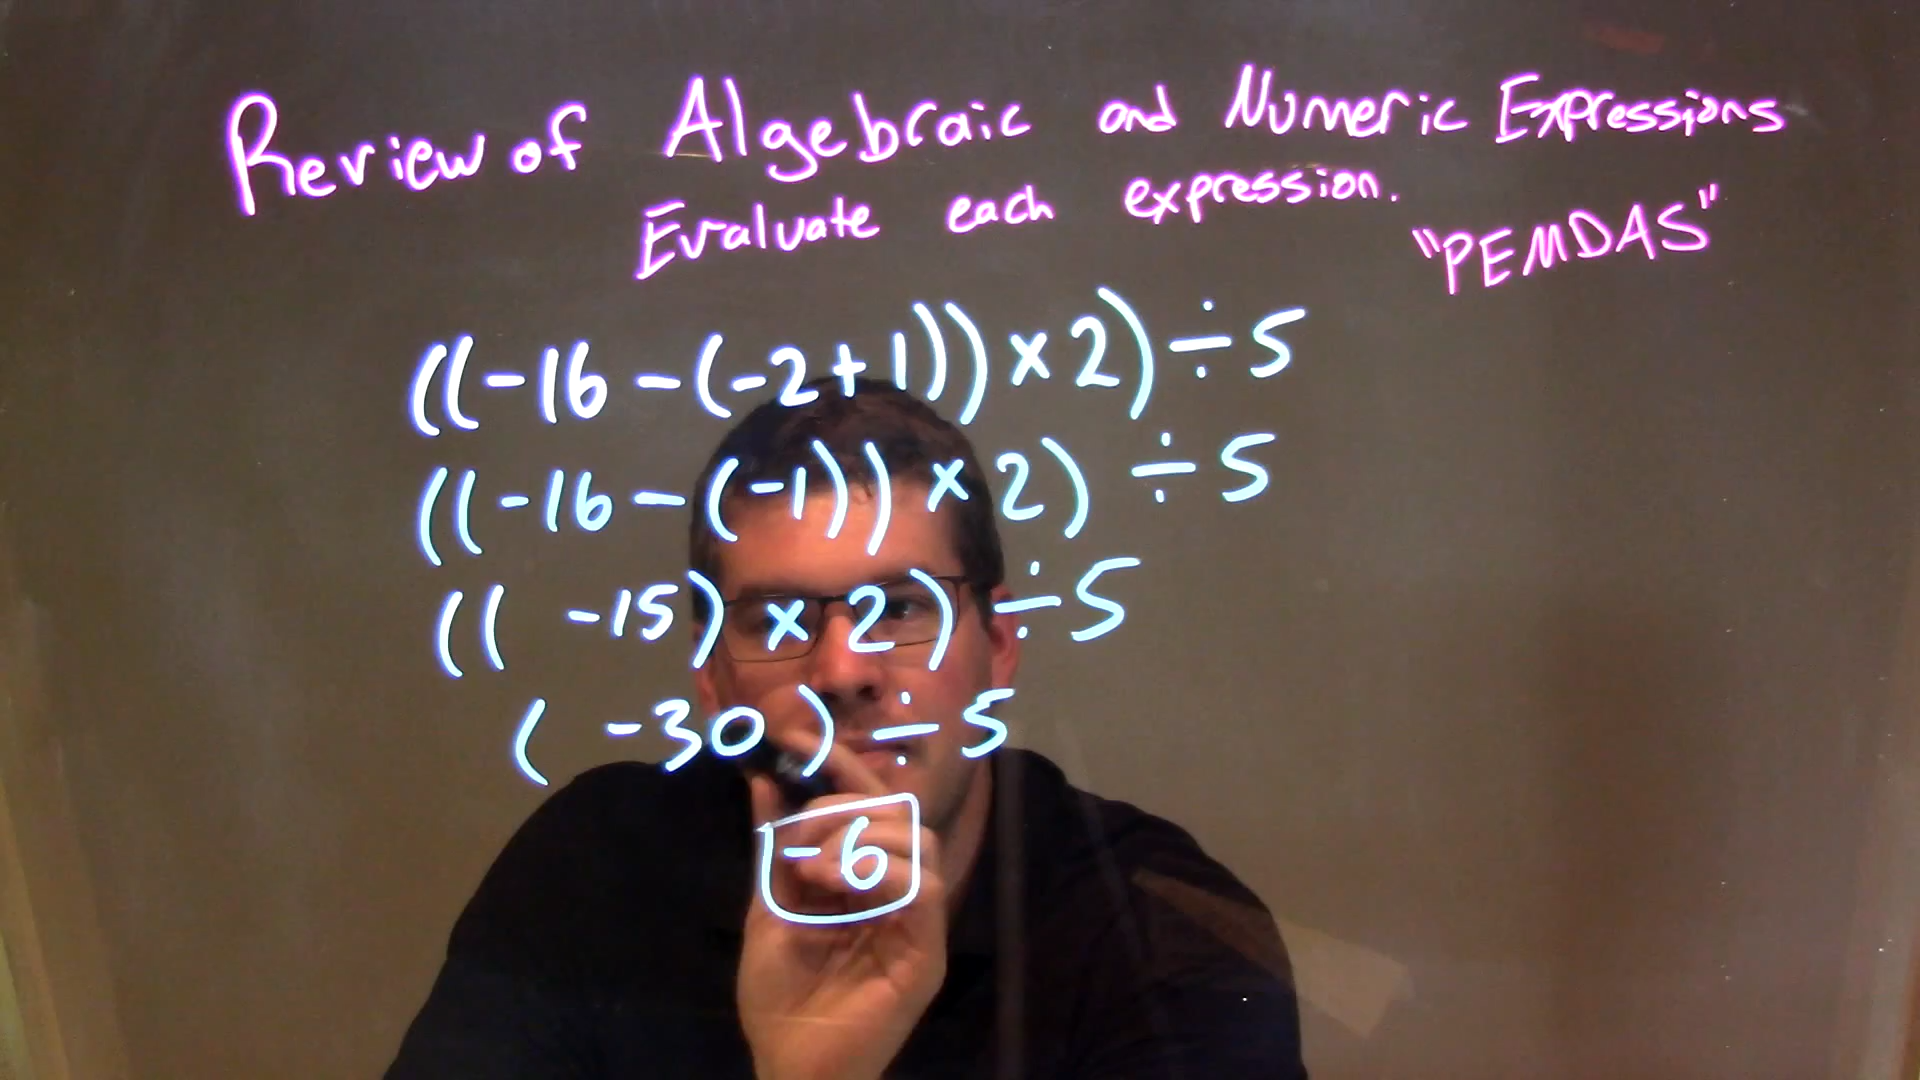 Review of Algebraic and Numeric Expressions
Evaluate each expression.
"PEMDAS"
((-16-(-2+1))×2)÷5
((-16-(-1))×2)÷5
((-15)×2)÷5
(-30)÷5
-6